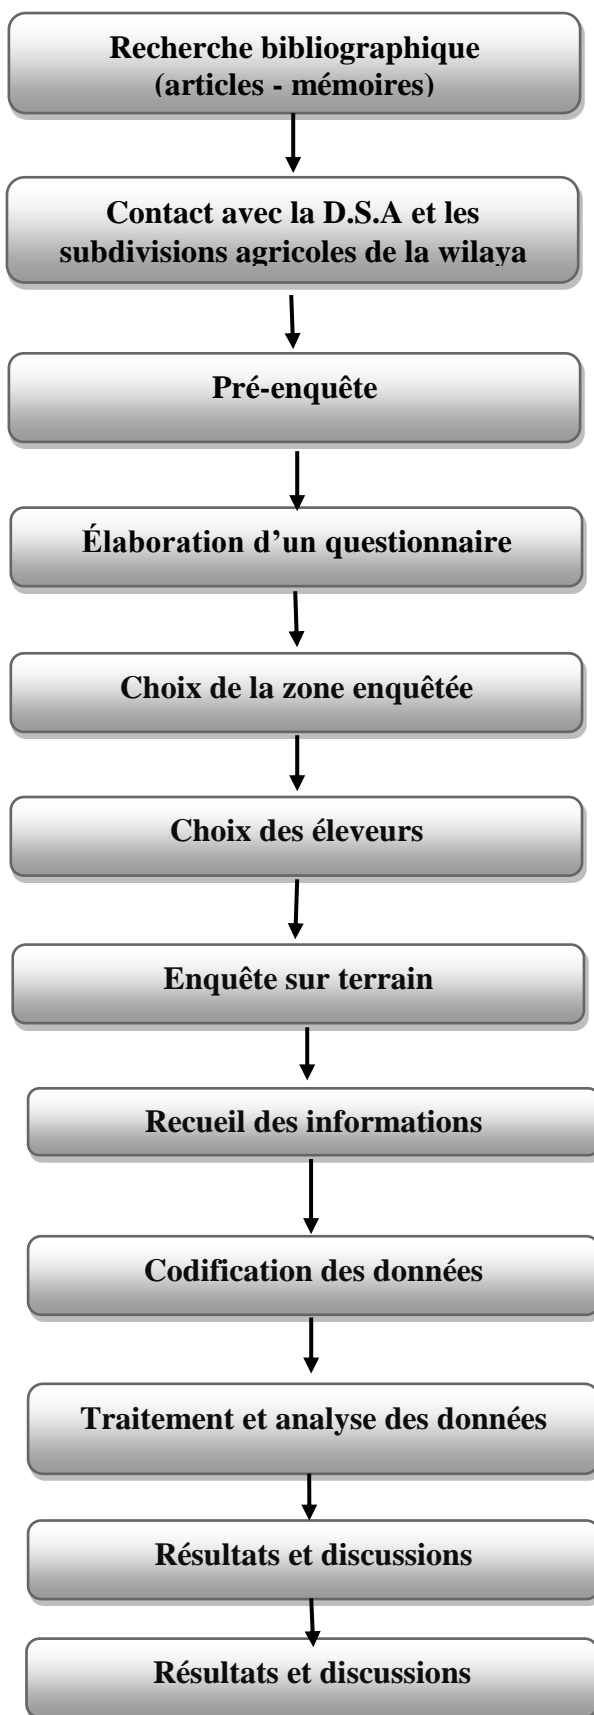 Recherche bibliographique
(articles - mémoires)
Contact avec la D.S.A et les
subdivisions agricoles de la wilaya
Pré-enquête
Élaboration d’un questionnaire
Choix de la zone enquêtée
Choix des éleveurs
Enquête sur terrain
Recueil des informations
Codification des données
Traitement et analyse des données
Résultats et discussions
Résultats et discussions